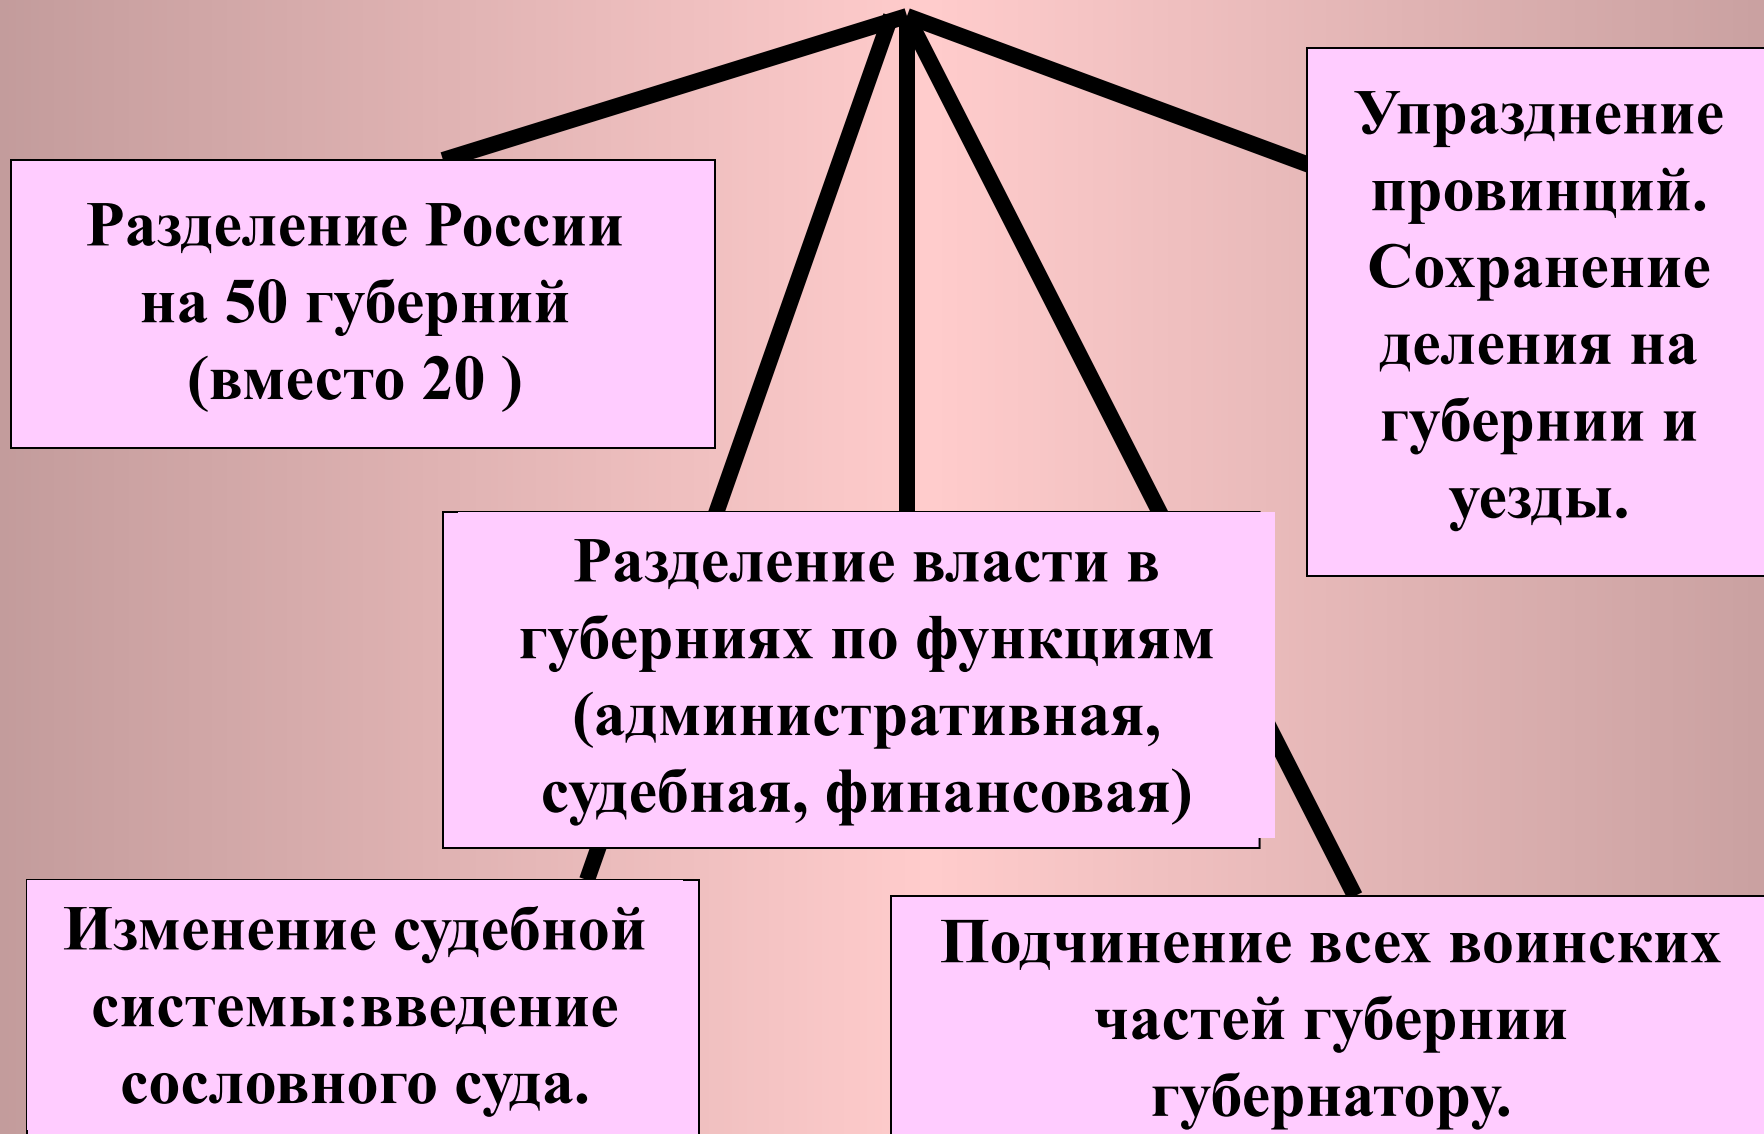 Разделение России
на 50 губерний
(вместо 20 )
Упразднение
провинций.
Сохранение
деления на
губернии и
уезды.
Разделение власти в
губерниях по функциям
(административная,
судебная, финансовая)
Изменение судебной
системы:введение
сословного суда.
Подчинение всех воинских
частей губернии
губернатору.